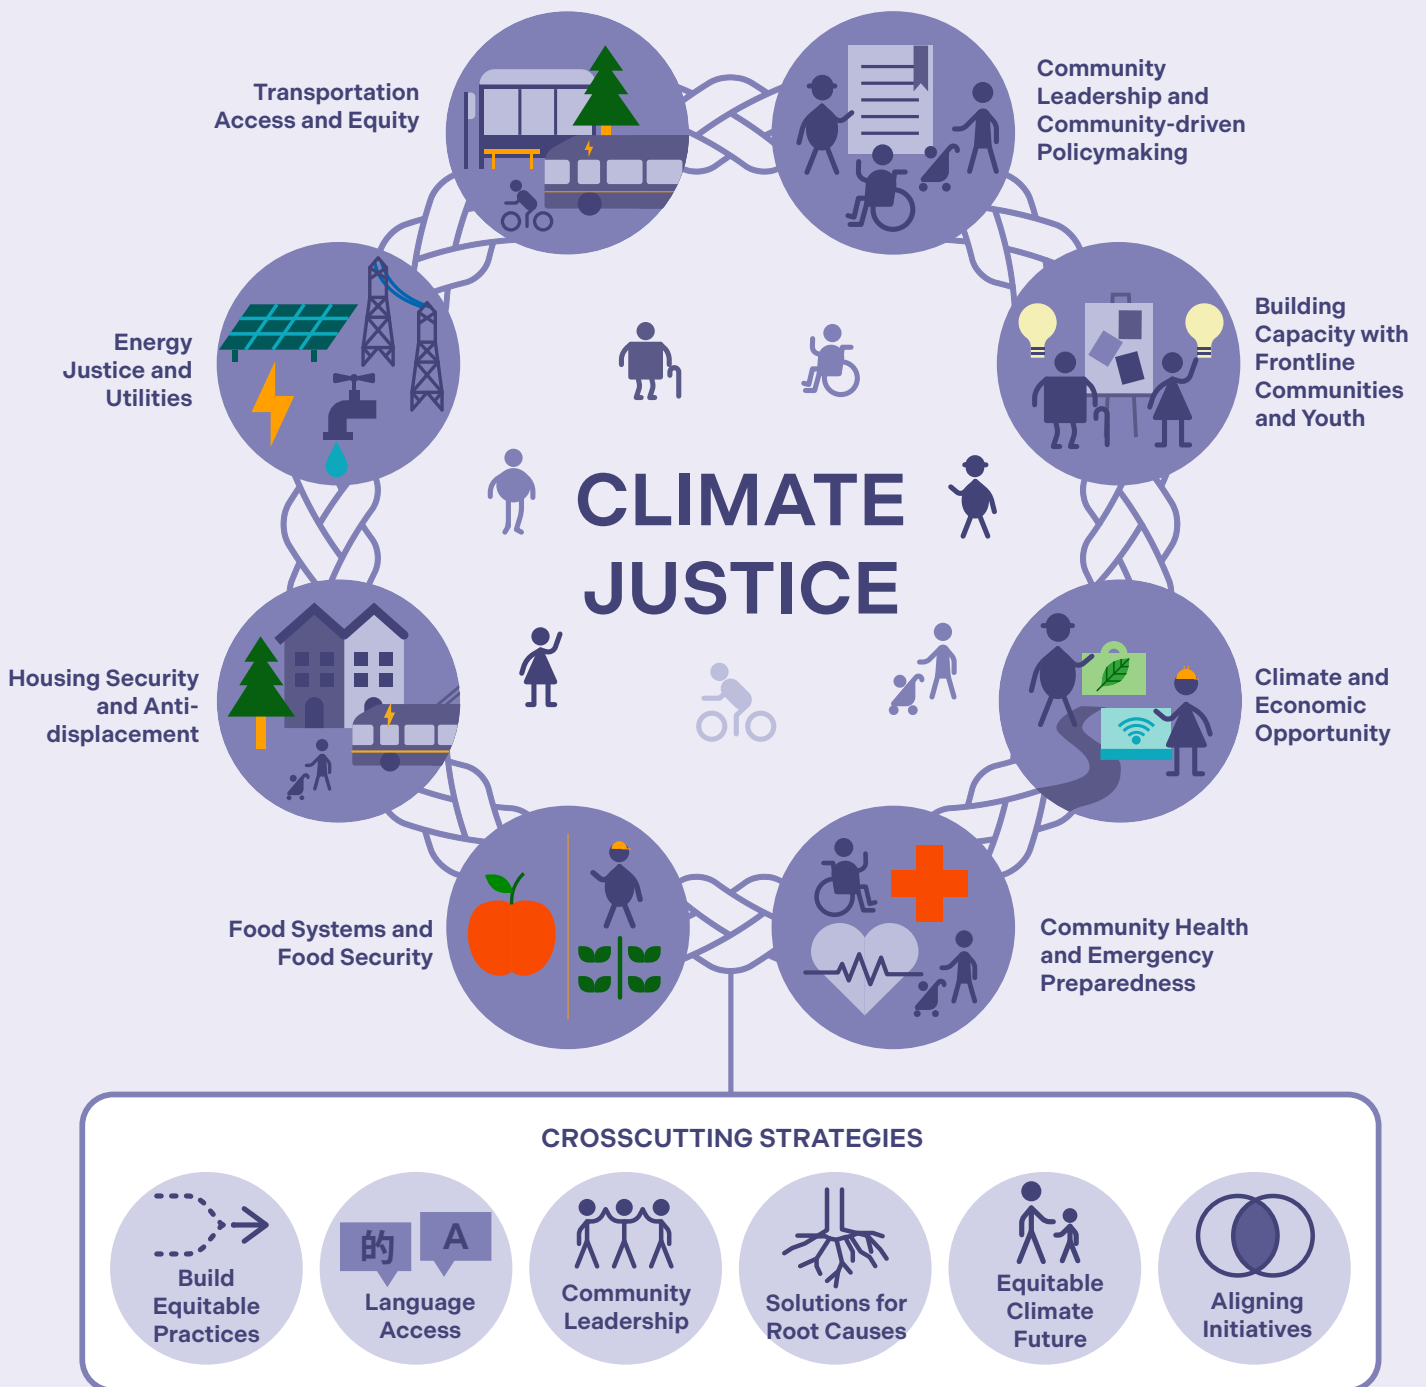 Transportation
Access and Equity
Community
Leadership and
Community-driven
Policymaking
Energy
Justice and
Utilities
Building
Capacity with
Frontline
Communities
and Youth
CLIMATE
JUSTICE
Housing Security
and Anti-
displacement
Climate and
Economic
Opportunity
Food Systems and
Food Security
Community Health
and Emergency
Preparedness
CROSSCUTTING STRATEGIES
Build
Equitable
Practices
的
A
Language
Access
Community
Leadership
Solutions for
Root Causes
Equitable
Climate
Future
Aligning
Initiatives